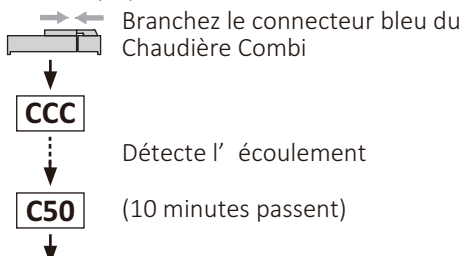 Branchez le connecteur bleu du
Chaudière Combi
CCC
Détecte l’ écoulement
C50
(10 minutes passent)